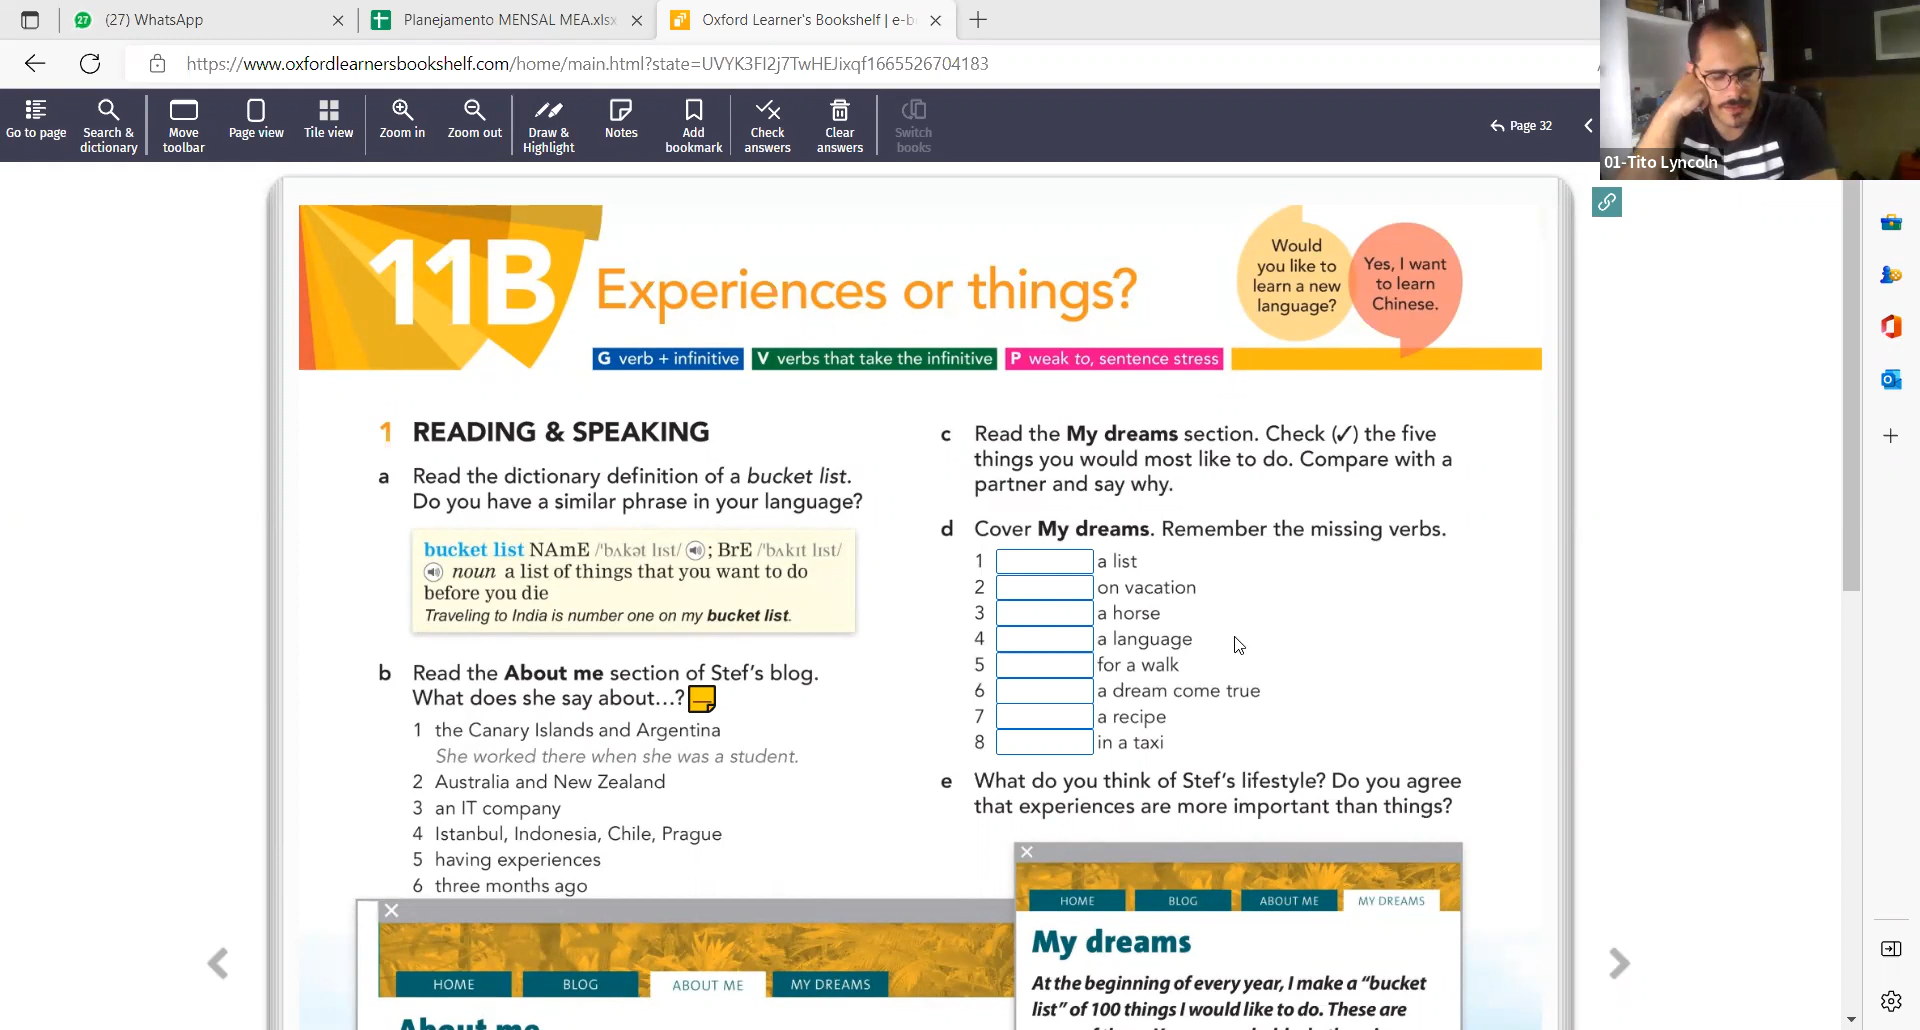 (27) WhatsApp
Planejamento MENSAL MEA.xlsx
Oxford Learner's Bookshelf | e-b
https://www.oxfordlearnersbookshelf.com/home/main.html?state=UVYK3FI2j7TwHEJixqf1665526704183
Go to page
Search & dictionary
Move toolbar
Page view
Tile view
Zoom in
Zoom out
Draw & Highlight
Notes
Add bookmark
Check answers
Clear answers
Switch books
Page 32
01-Tito Lyncoln
11B
Experiences or things?
Would
you like to
learn a new
language?
Yes, I want
to learn
Chinese.
G verb + infinitive
V verbs that take the infinitive
P weak to, sentence stress
1 READING & SPEAKING
a Read the dictionary definition of a bucket list.
Do you have a similar phrase in your language?
bucket list NAmE /ˈbʌkət lɪst/ ; BrE /ˈbʌkɪt lɪst/
noun a list of things that you want to do
before you die
Traveling to India is number one on my bucket list.
b Read the About me section of Stef's blog.
What does she say about...?
1 the Canary Islands and Argentina
She worked there when she was a student.
2 Australia and New Zealand
3 an IT company
4 Istanbul, Indonesia, Chile, Prague
5 having experiences
6 three months ago
HOME
BLOG
ABOUT ME
MY DREAMS
About me
c Read the My dreams section. Check (✓) the five
things you would most like to do. Compare with a
partner and say why.
d Cover My dreams. Remember the missing verbs.
1 a list
2 on vacation
3 a horse
4 a language
5 for a walk
6 a dream come true
7 a recipe
8 in a taxi
e What do you think of Stef's lifestyle? Do you agree
that experiences are more important than things?
HOME
BLOG
ABOUT ME
MY DREAMS
My dreams
At the beginning of every year, I make a "bucket
list" of 100 things I would like to do. These are